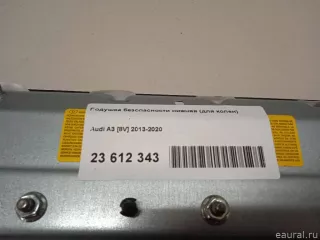 Подушка безопасности нижняя (для колен)
Audi A3 [8V] 2013-2020
23 612 343
eaural.ru